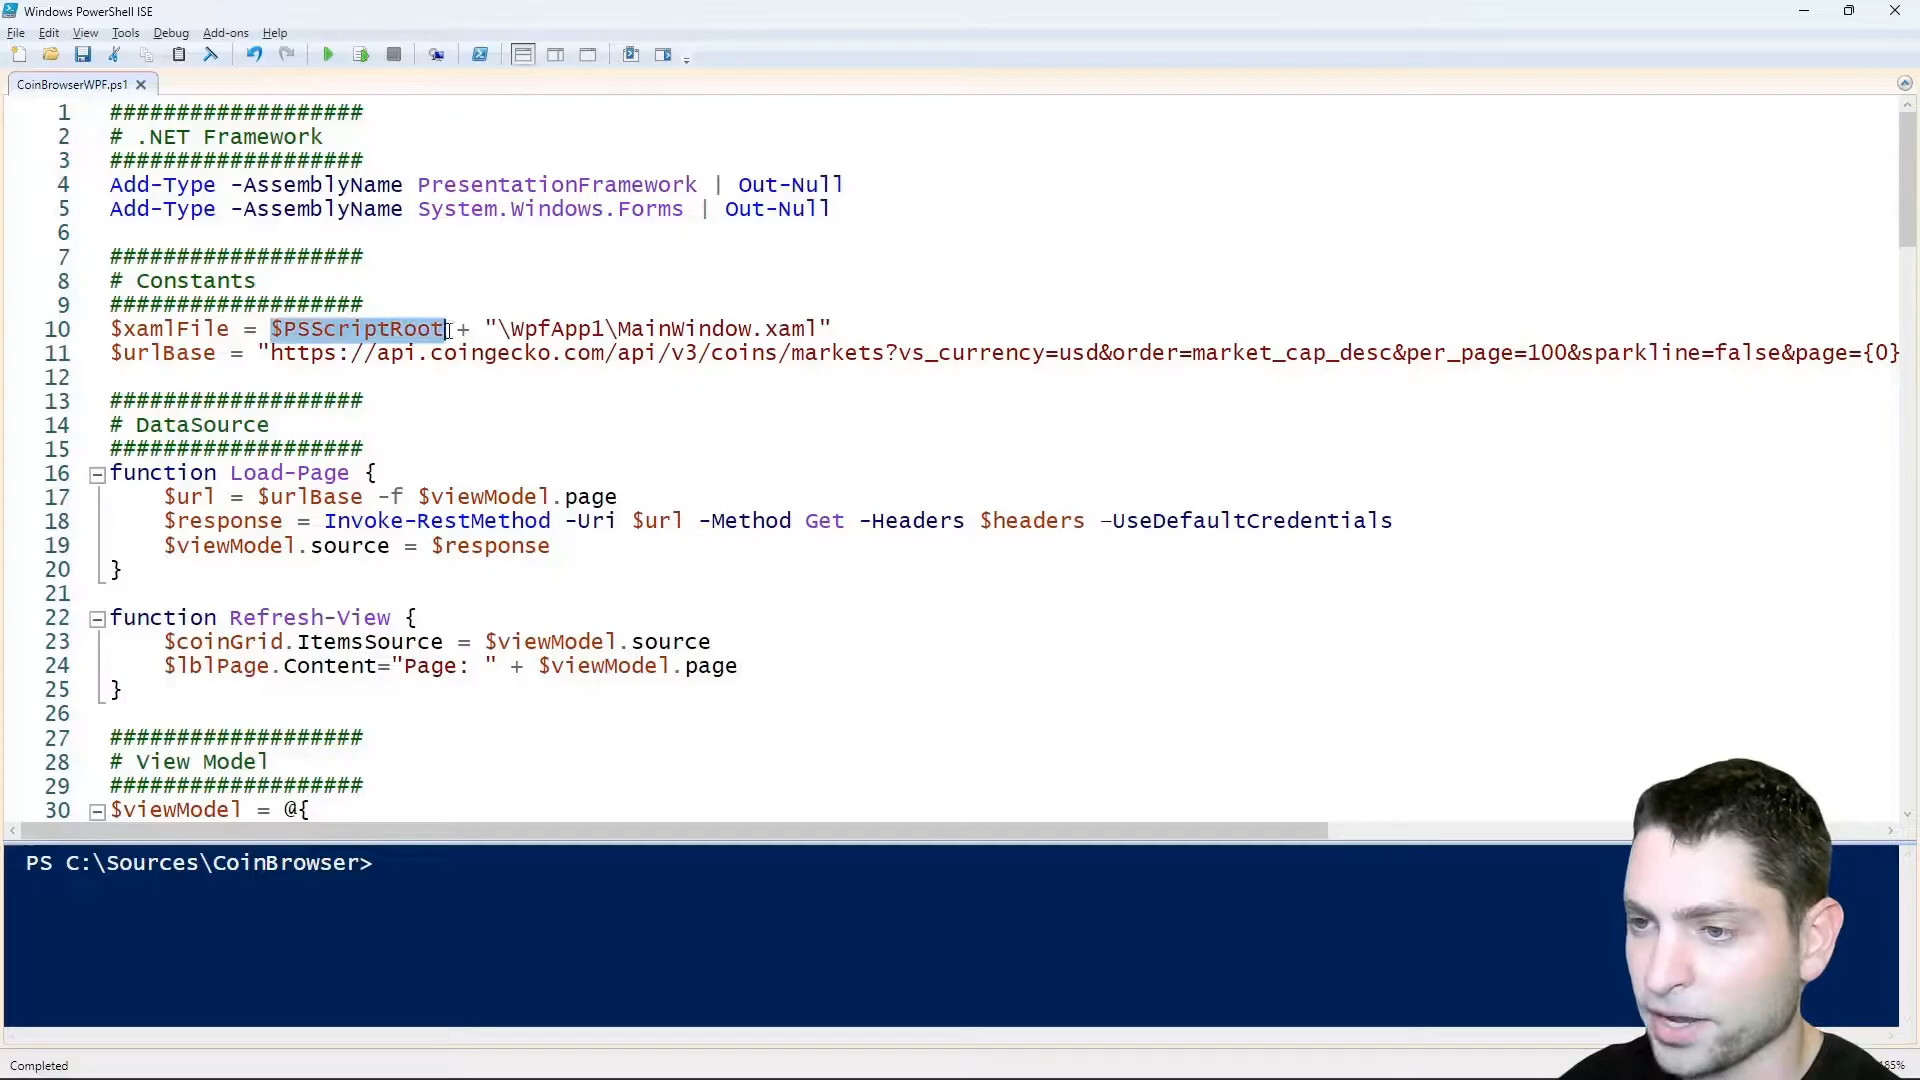 Windows PowerShell ISE
File Edit View Tools Debug Add-ons Help
CoinBrowserWPF.ps1
1 ###################
2 # .NET Framework
3 ###################
4 Add-Type -AssemblyName PresentationFramework | Out-Null
5 Add-Type -AssemblyName System.Windows.Forms | Out-Null
6
7 ###################
8 # Constants
9 ###################
10 $xamlFile = $PSScriptRoot + "\WpfApp1\MainWindow.xaml"
11 $urlBase = "https://api.coingecko.com/api/v3/coins/markets?vs_currency=usd&order=market_cap_desc&per_page=100&sparkline=false&page={0}
12
13 ###################
14 # DataSource
15 ###################
16 function Load-Page {
17 $url = $urlBase -f $viewModel.page
18 $response = Invoke-RestMethod -Uri $url -Method Get -Headers $headers -UseDefaultCredentials
19 $viewModel.source = $response
20 }
21
22 function Refresh-View {
23 $coinGrid.ItemsSource = $viewModel.source
24 $lblPage.Content="Page: " + $viewModel.page
25 }
26
27 ###################
28 # View Model
29 ###################
30 $viewModel = @{
PS C:\Sources\CoinBrowser>
Completed